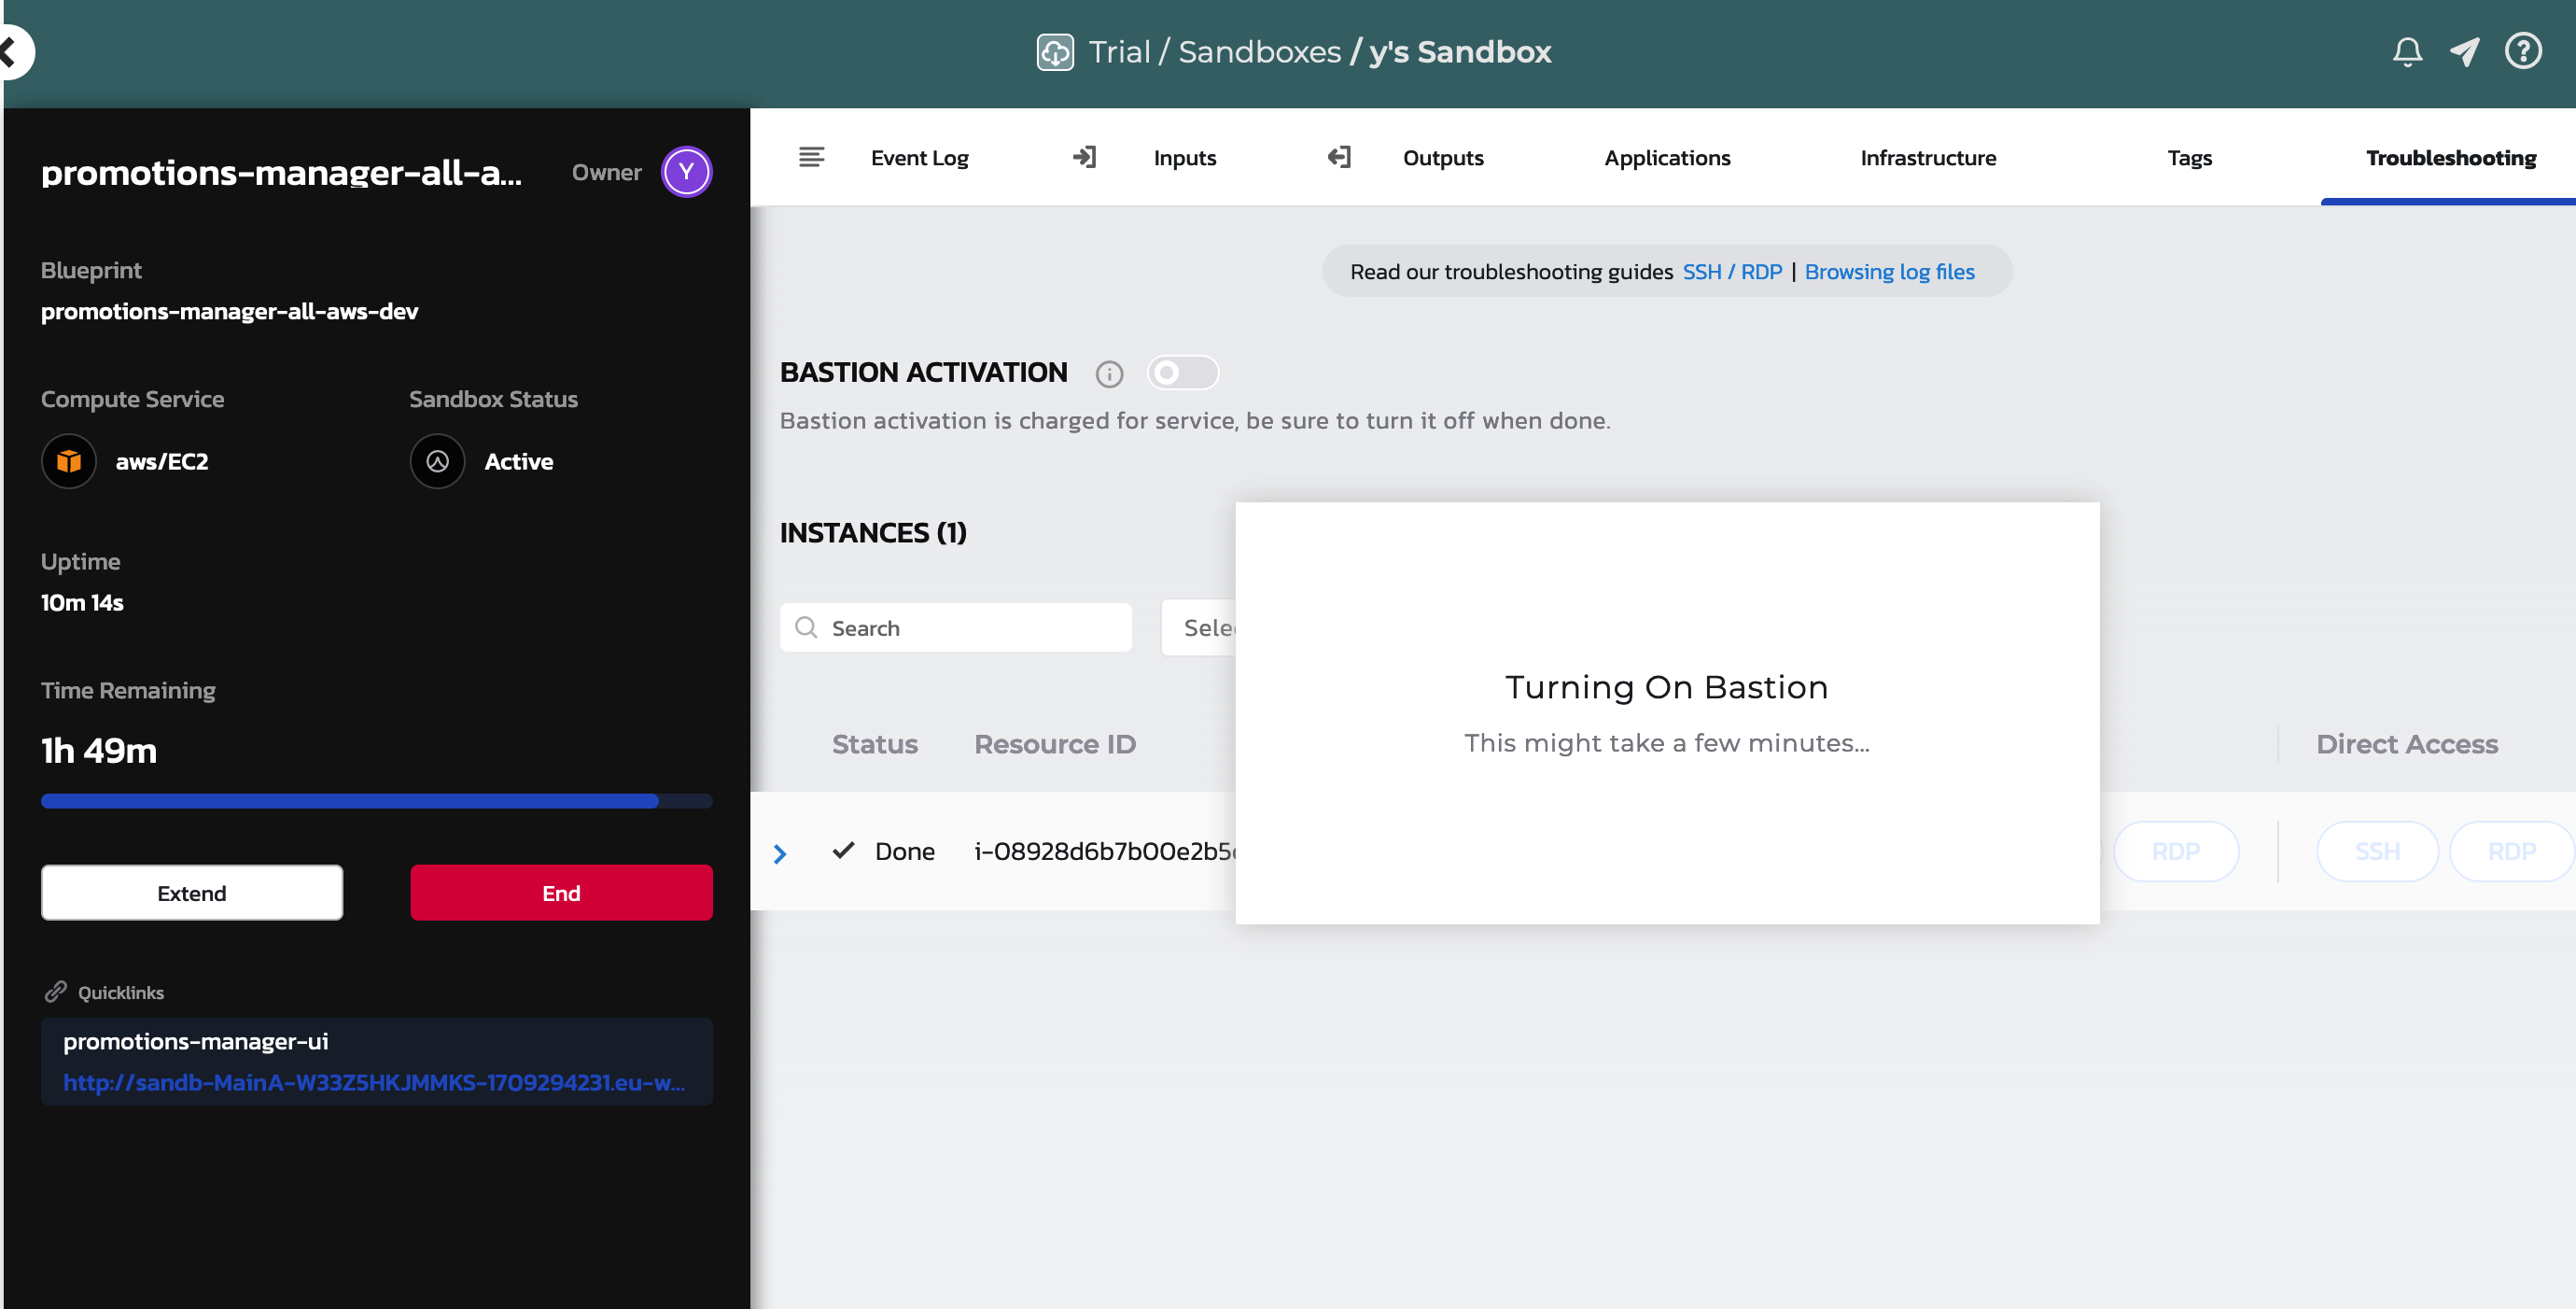 Trial / Sandboxes / y's Sandbox
promotions-manager-all-a...
Owner
Y
Blueprint
promotions-manager-all-aws-dev
Compute Service
Sandbox Status
aws/EC2
Active
Uptime
10m 14s
Time Remaining
1h 49m
Extend
End
Quicklinks
promotions-manager-ui
http://sandb-MainA-W33Z5HKJMMKS-1709294231.eu-w...
Event Log
Inputs
Outputs
Applications
Infrastructure
Tags
Troubleshooting
Read our troubleshooting guides SSH / RDP | Browsing log files
BASTION ACTIVATION
Bastion activation is charged for service, be sure to turn it off when done.
INSTANCES (1)
Search
Turning On Bastion
This might take a few minutes...
Status
Resource ID
Direct Access
Done
RDP
SSH
RDP